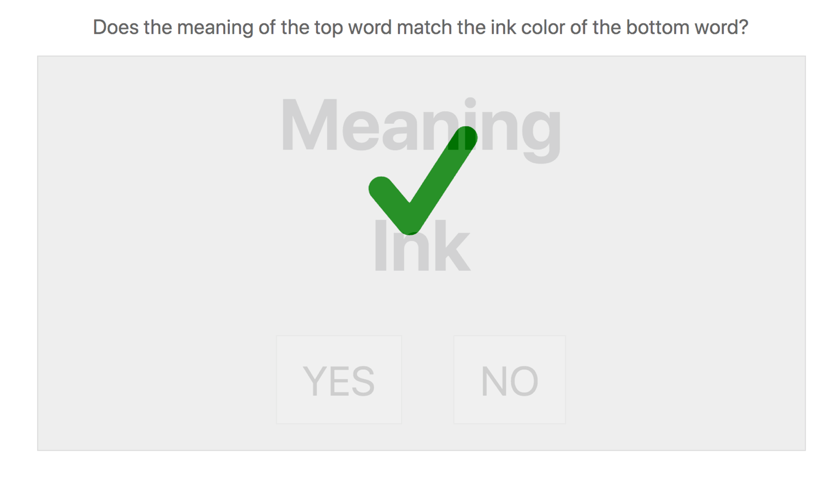 Does the meaning of the top word match the ink color of the bottom word?
Meaning
Ink
YES NO